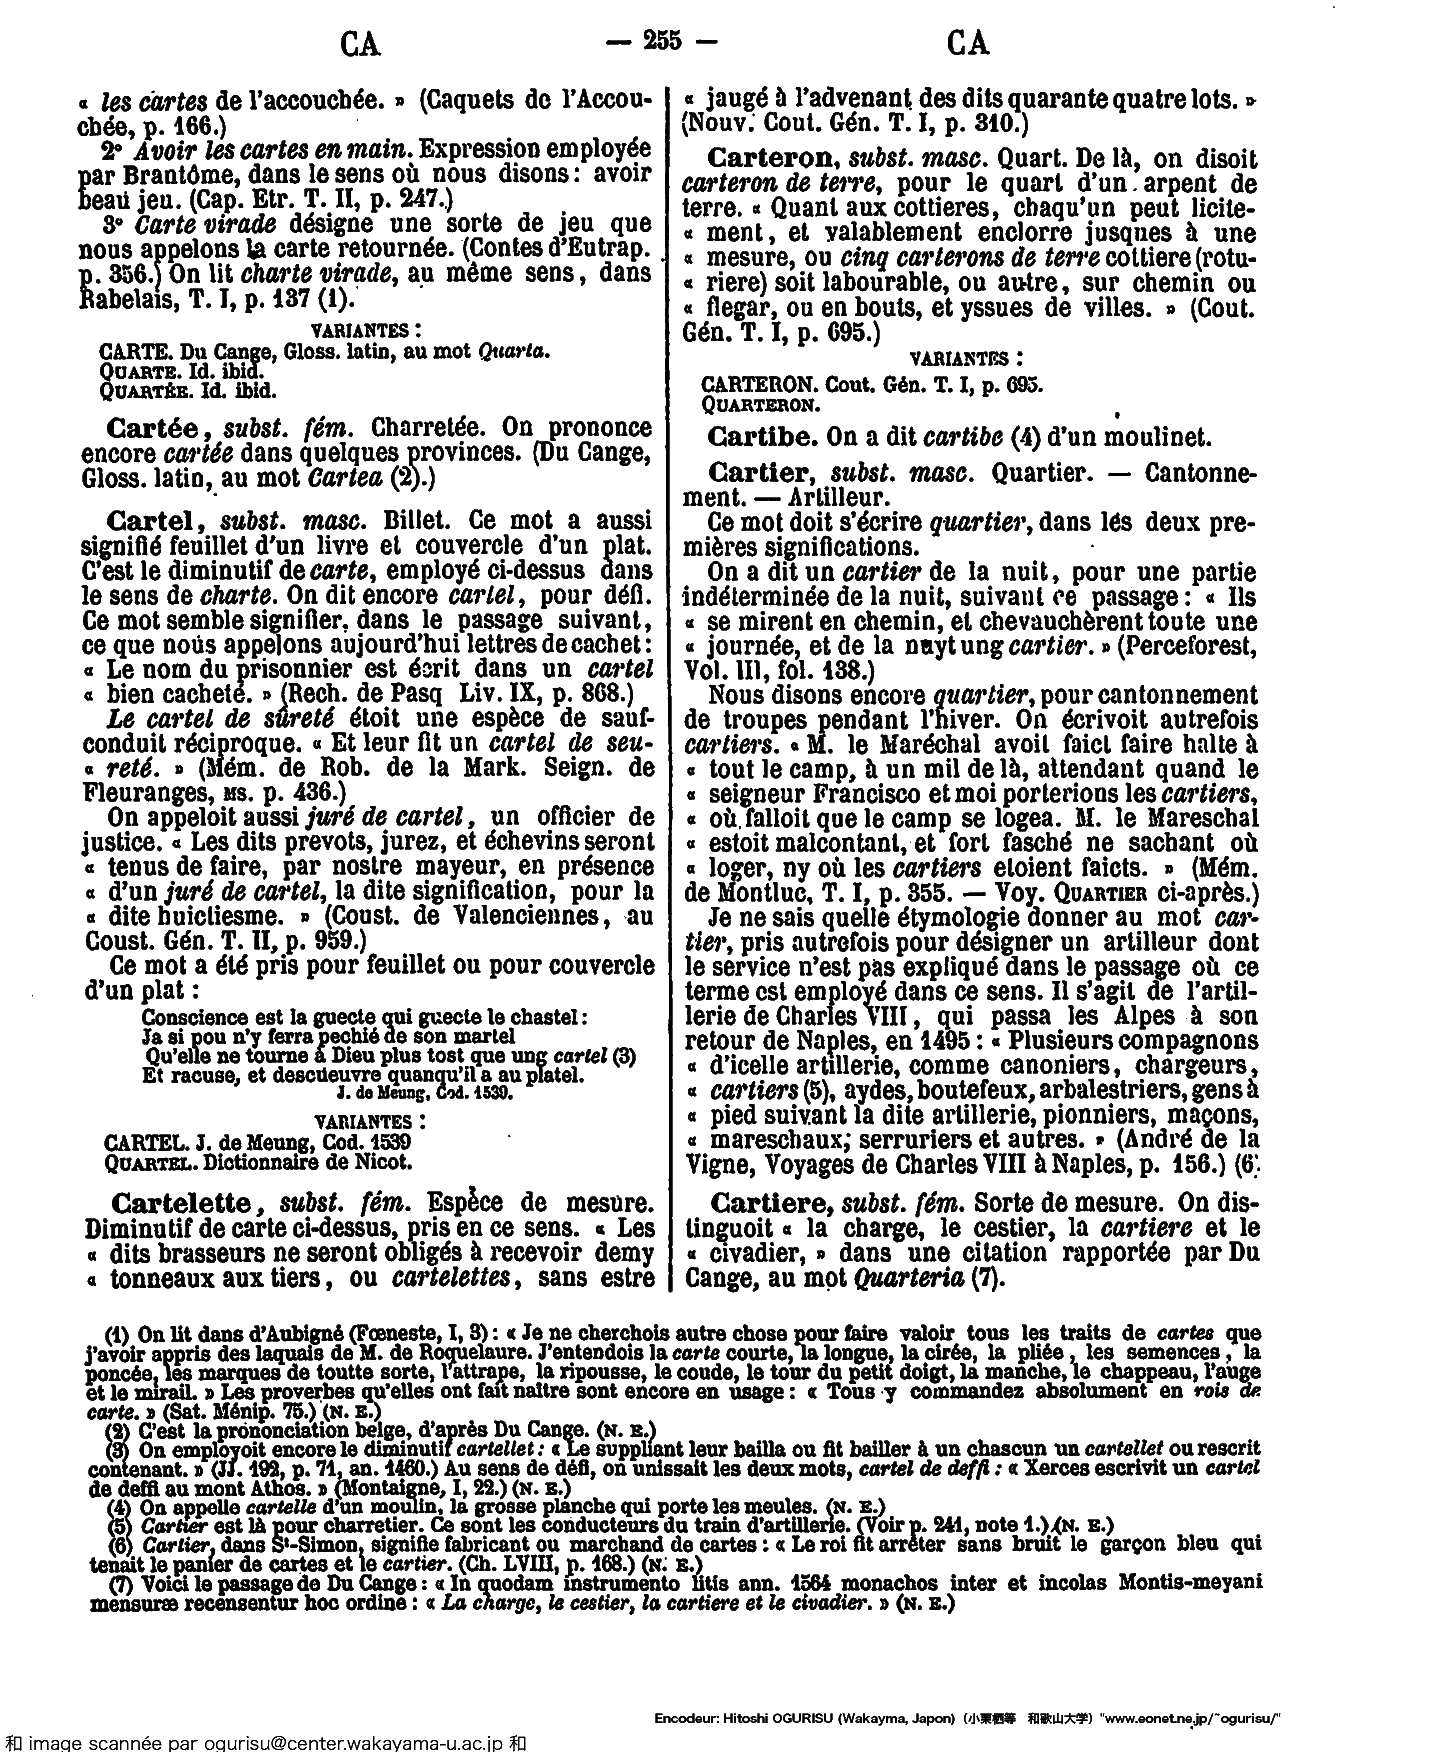 CA
— 255 —
CA
« les cartes de l'accouchée. » (Caquets de l'Accou-
chée, p. 166.)
2° Avoir les cartes en main. Expression employée
par Brantôme, dans le sens où nous disons : avoir
beau jeu. (Cap. Etr. T. II, p. 247.)
3° Carte virade désigne une sorte de jeu que
nous appelons la carte retournée. (Contes d'Eutrap.
p. 356.) On lit charte virade, au même sens, dans
Rabelais, T. I, p. 137 (1).
VARIANTES :
CARTE. Du Cange, Gloss. latin, au mot Quarta.
QUARTE. Id. ibid.
QUARTÉE. Id. ibid.
Cartée, subst. fém. Charretée. On prononce
encore cartée dans quelques provinces. (Du Cange,
Gloss. latin, au mot Cartea (2).)
Cartel, subst. masc. Billet. Ce mot a aussi
signifié feuillet d'un livre et couvercle d'un plat.
C'est le diminutif de carte, employé ci-dessus dans
le sens de charte. On dit encore cartel, pour défi.
Ce mot semble signifier, dans le passage suivant,
ce que nous appelons aujourd'hui lettres de cachet :
« Le nom du prisonnier est écrit dans un cartel
« bien cacheté. » (Rech. de Pasq Liv. IX, p. 868.)
Le cartel de sûreté étoit une espèce de sauf-
conduit réciproque. « Et leur fit un cartel de seu-
« reté. » (Mém. de Rob. de la Mark. Seign. de
Fleuranges, MS. p. 436.)
On appeloit aussi juré de cartel, un officier de
justice. « Les dits prevots, jurez, et échevins seront
« tenus de faire, par nostre mayeur, en présence
« d'un juré de cartel, la dite signification, pour la
« dite huictiesme. » (Coust. de Valenciennes, au
Coust. Gén. T. II, p. 959.)
Ce mot a été pris pour feuillet ou pour couvercle
d'un plat :
Conscience est la guecte qui guecte le chastel :
Ja si pou n'y ferra pechié de son martel
Qu'elle ne tourne à Dieu plus tost que ung cartel (3)
Et racuse, et descueuvre quanqu'il a au platel.
J. de Meung, Cod. 1539.
VARIANTES :
CARTEL. J. de Meung, Cod. 1539
QUARTEL. Dictionnaire de Nicot.
Cartelette, subst. fém. Espèce de mesure.
Diminutif de carte ci-dessus, pris en ce sens. « Les
« dits brasseurs ne seront obligés à recevoir demy
« tonneaux aux tiers, ou cartelettes, sans estre
« jaugé à l'advenant des dits quarante quatre lots. »
(Nouv. Cout. Gén. T. I, p. 310.)
Carteron, subst. masc. Quart. De là, on disoit
carteron de terre, pour le quart d'un arpent de
terre. « Quant aux cottieres, chaqu'un peut licite-
« ment, et valablement enclorre jusques à une
« mesure, ou cinq carterons de terre cottiere (rotu-
« riere) soit labourable, ou autre, sur chemin ou
« flegar, ou en bouts, et yssues de villes. » (Cout.
Gén. T. I, p. 695.)
VARIANTES :
CARTERON. Cout. Gén. T. I, p. 695.
QUARTERON.
Cartibe. On a dit cartibe (4) d'un moulinet.
Cartier, subst. masc. Quartier. — Cantonne-
ment. — Artilleur.
Ce mot doit s'écrire quartier, dans lés deux pre-
mières significations.
On a dit un cartier de la nuit, pour une partie
indéterminée de la nuit, suivant ce passage : « Ils
« se mirent en chemin, et chevauchèrent toute une
« journée, et de la nuyt ung cartier. » (Perceforest,
Vol. III, fol. 138.)
Nous disons encore quartier, pour cantonnement
de troupes pendant l'hiver. On écrivoit autrefois
cartiers. « M. le Maréchal avoit faict faire halte à
« tout le camp, à un mil de là, attendant quand le
« seigneur Francisco et moi porterions les cartiers,
« où falloit que le camp se logea. M. le Mareschal
« estoit malcontant, et fort fasché ne sachant où
« loger, ny où les cartiers etoient faicts. » (Mém.
de Montluc, T. I, p. 355. — Voy. QUARTIER ci-après.)
Je ne sais quelle étymologie donner au mot car-
tier, pris autrefois pour désigner un artilleur dont
le service n'est pas expliqué dans le passage où ce
terme est employé dans ce sens. Il s'agit de l'artil-
lerie de Charles VIII, qui passa les Alpes à son
retour de Naples, en 1495 : « Plusieurs compagnons
« d'icelle artillerie, comme canoniers, chargeurs,
« cartiers (5), aydes, boutefeux, arbalestriers, gens à
« pied suivant la dite artillerie, pionniers, maçons,
« mareschaux; serruriers et autres. » (André de la
Vigne, Voyages de Charles VIII à Naples, p. 156.) (6).
Cartiere, subst. fém. Sorte de mesure. On dis-
tinguoit « la charge, le cestier, la cartiere et le
« civadier, » dans une citation rapportée par Du
Cange, au mot Quarteria (7).
(1) On lit dans d'Aubigné (Fœneste, I, 3) : « Je ne cherchois autre chose pour faire valoir tous les traits de cartes que
j'avoir appris des laquais de M. de Roquelaure. J'entendois la carte courte, la longue, la cirée, la pliée, les semences, la
poncée, les marques de toutte sorte, l'attrape, la ripousse, le coude, le tour du petit doigt, la manche, le chappeau, l'auge
et le mirail. » Les proverbes qu'elles ont fait naître sont encore en usage : « Tous y commandez absolument en rois de
carte. » (Sat. Ménip. 75.) (N. E.)
(2) C'est la prononciation belge, d'après Du Cange. (N. E.)
(3) On employoit encore le diminutif cartellet : « Le suppliant leur bailla ou fit bailler à un chascun un cartellet ou rescrit
contenant. » (JJ. 192, p. 71, an. 1460.) Au sens de défi, on unissait les deux mots, cartel de deffi : « Xerces escrivit un cartel
de deffi au mont Athos. » (Montaigne, I, 22.) (N. E.)
(4) On appelle cartelle d'un moulin, la grosse planche qui porte les meules. (N. E.)
(5) Cartier est là pour charretier. Ce sont les conducteurs du train d'artillerie. (Voir p. 241, note 1.) (N. E.)
(6) Cartier, dans St-Simon, signifie fabricant ou marchand de cartes : « Le roi fit arrêter sans bruit le garçon bleu qui
tenait le panier de cartes et le cartier. (Ch. LVIII, p. 168.) (N. E.)
(7) Voici le passage de Du Cange : « In quodam instrumento litis ann. 1564 monachos inter et incolas Montis-meyani
mensuræ recensentur hoc ordine : « La charge, le cestier, la cartiere et le civadier. » (N. E.)
Encodeur: Hitoshi OGURISU (Wakayma, Japon) (小栗栖等 和歌山大学) "www.eonet.ne.jp/~ogurisu/"
和 image scannée par ogurisu@center.wakayama-u.ac.jp 和